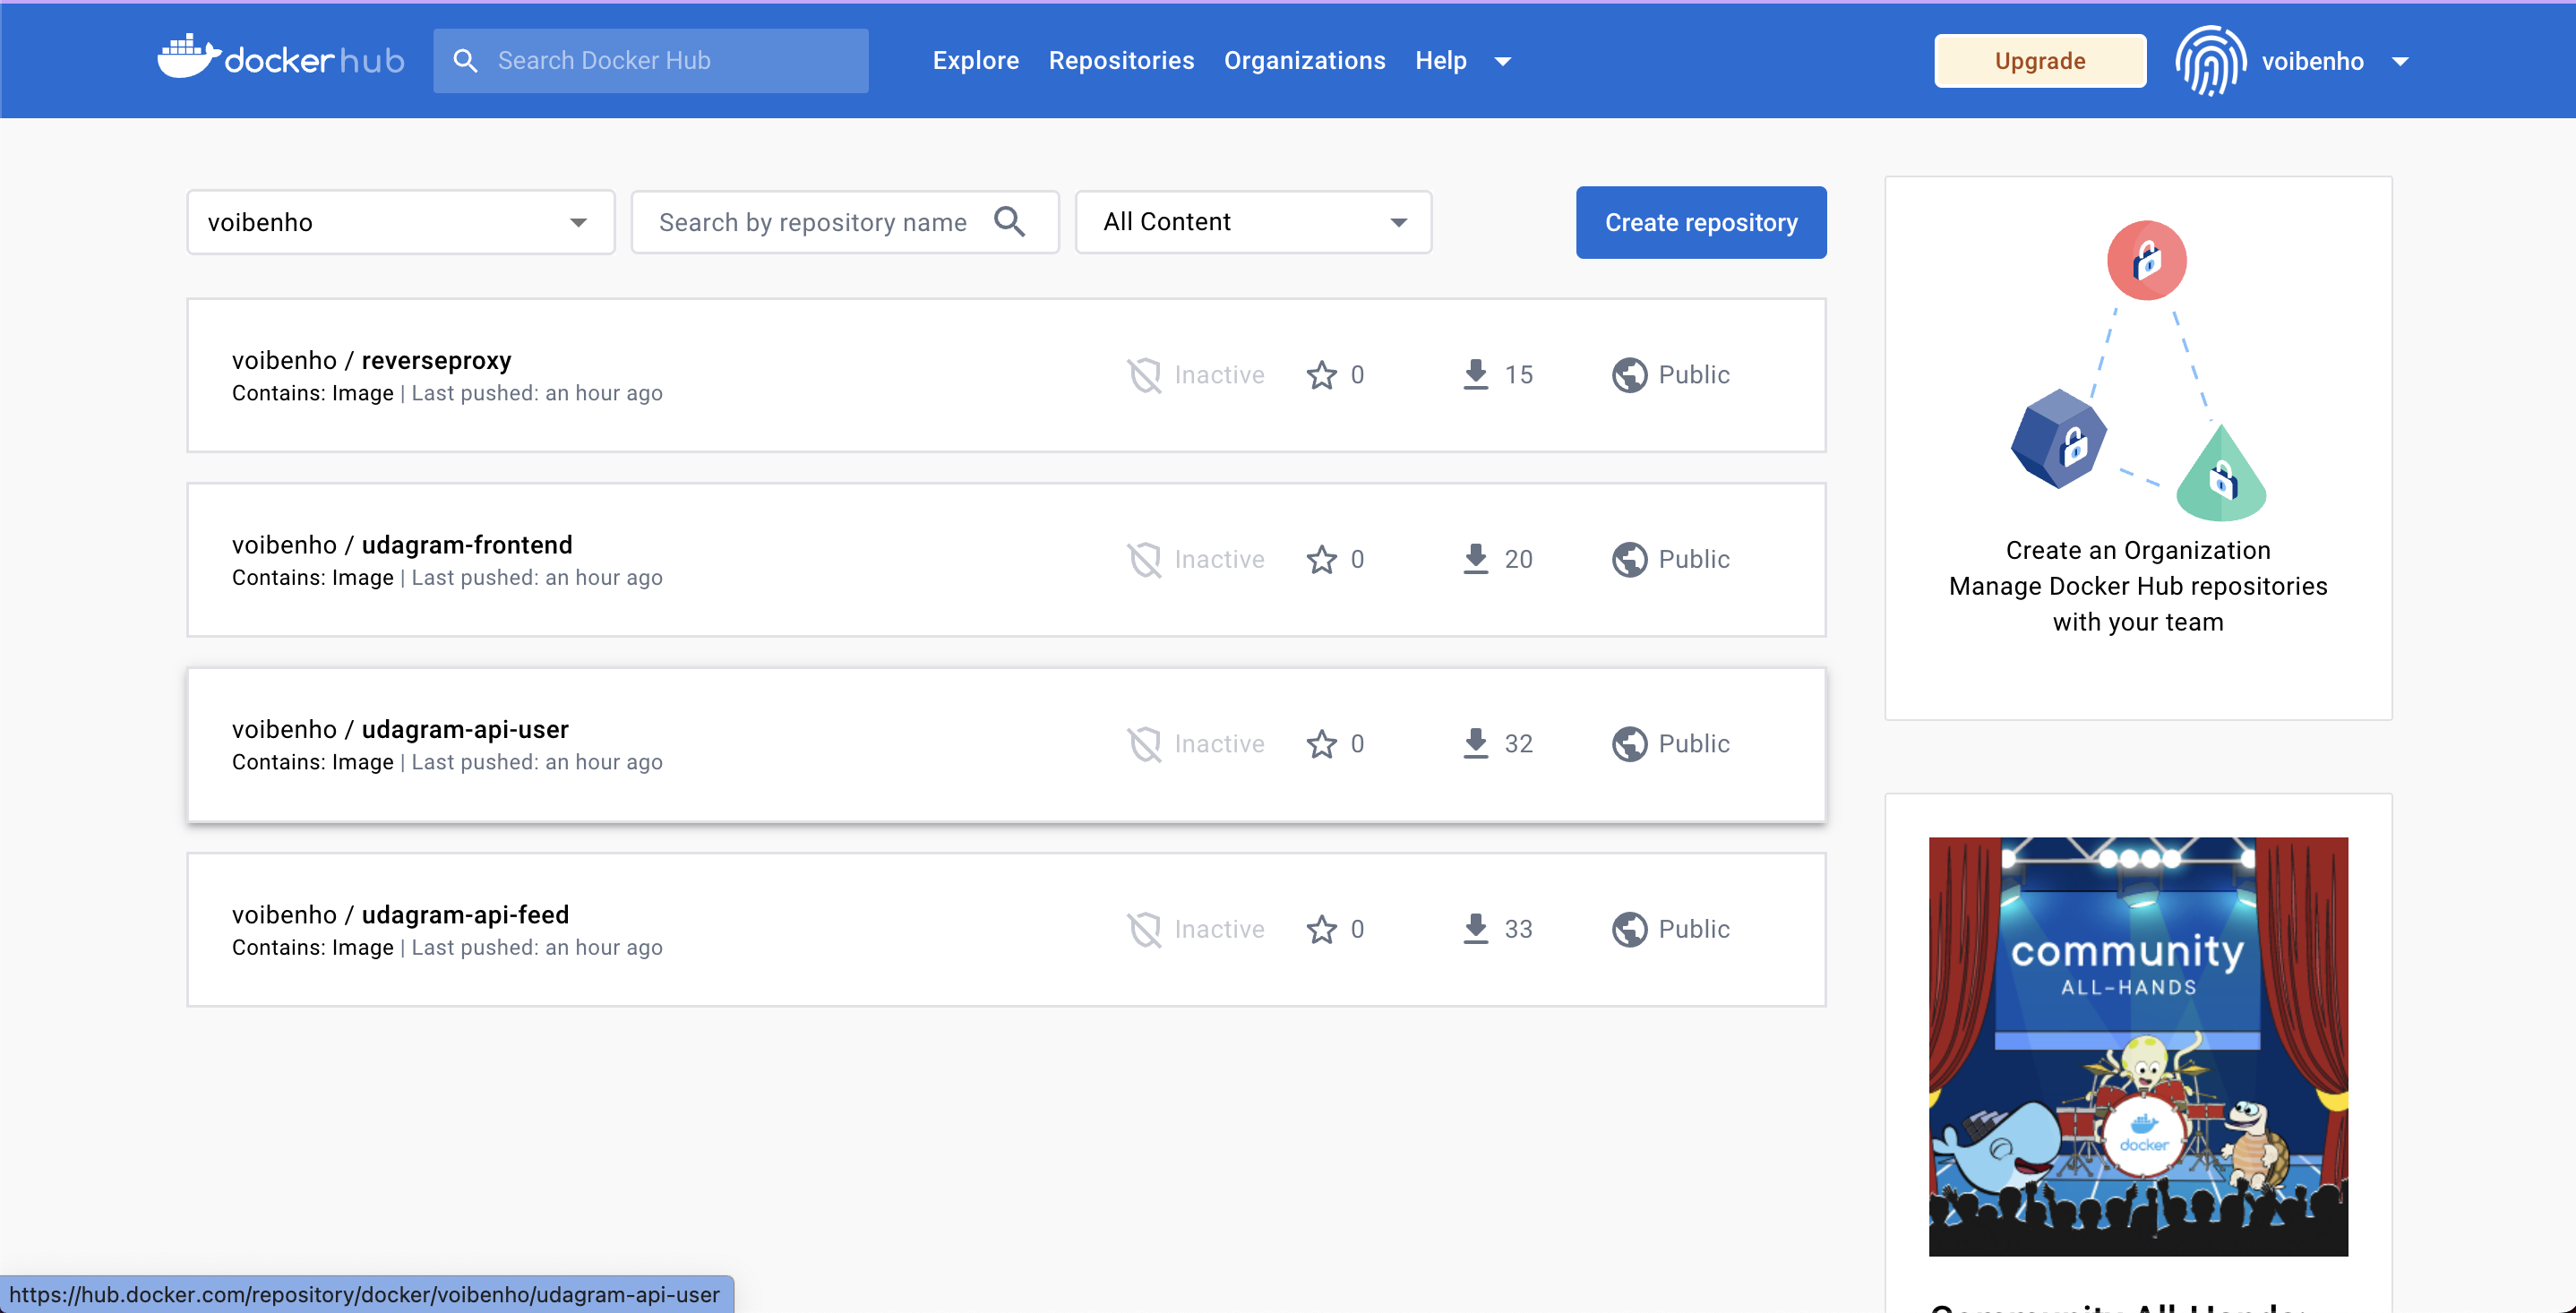 docker hub
Search Docker Hub
Explore Repositories Organizations Help
Upgrade
voibenho
voibenho
Search by repository name
All Content
Create repository
voibenho / reverseproxy
Contains: Image | Last pushed: an hour ago
Inactive 0 15 Public
voibenho / udagram-frontend
Contains: Image | Last pushed: an hour ago
Inactive 0 20 Public
voibenho / udagram-api-user
Contains: Image | Last pushed: an hour ago
Inactive 0 32 Public
voibenho / udagram-api-feed
Contains: Image | Last pushed: an hour ago
Inactive 0 33 Public
Create an Organization
Manage Docker Hub repositories
with your team
community
ALL-HANDS
docker
Community All-Hands:
https://hub.docker.com/repository/docker/voibenho/udagram-api-user